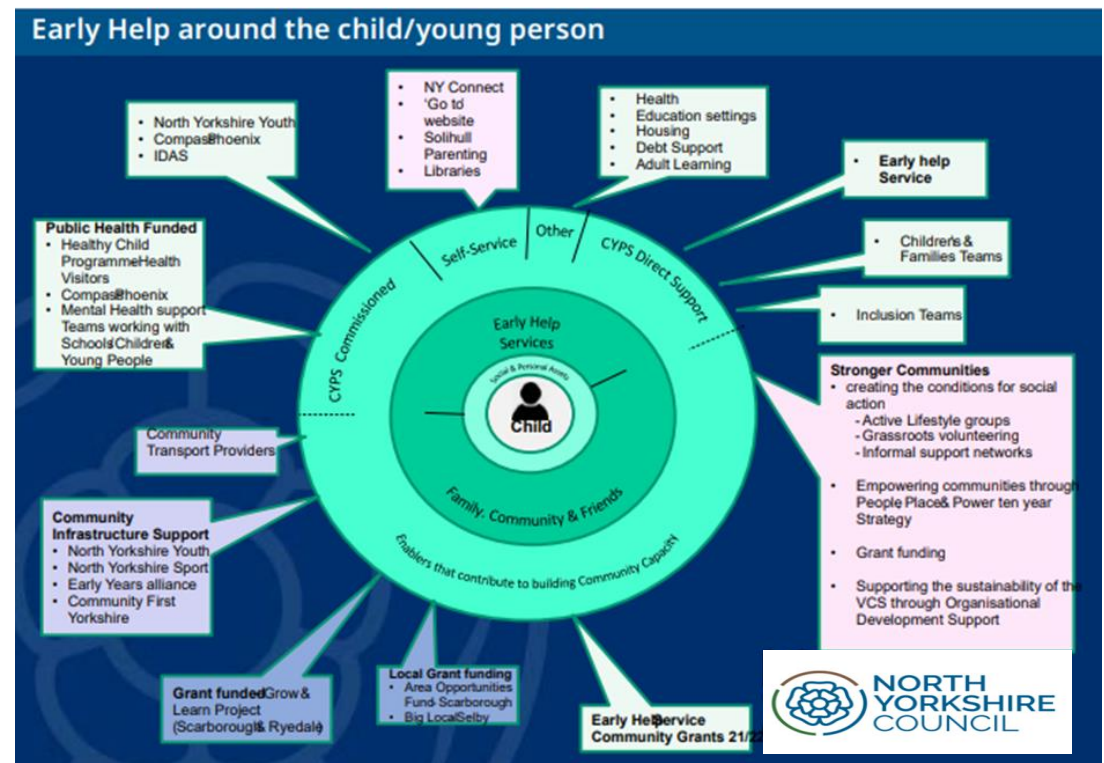 Early Help around the child/young person
• NY Connect
• 'Go to'
website
• Solihull
Parenting
• Libraries
• Health
• Education settings
• Housing
• Debt Support
• Adult Learning
• North Yorkshire Youth
• Compass Phoenix
• IDAS
• Early help
Service
Public Health Funded
• Healthy Child
Programme Health
Visitors
• Compass Phoenix
• Mental Health support
Teams working with
Schools/Children &
Young People
• Children's &
Families Teams
• Inclusion Teams
CYPS Commissioned
Self-Service
Other
CYPS Direct Support
Early Help
Services
Social & Personal Assets
Child
Family, Community & Friends
Enablers that contribute to building Community Capacity
Stronger Communities
• creating the conditions for social
action
- Active Lifestyle groups
- Grassroots volunteering
- Informal support networks
• Empowering communities through
People, Place & Power ten year
Strategy
• Grant funding
• Supporting the sustainability of the
VCS through Organisational
Development Support
Community
Transport Providers
Community
Infrastructure Support
• North Yorkshire Youth
• North Yorkshire Sport
• Early Years alliance
• Community First
Yorkshire
Grant funded - Grow &
Learn Project
(Scarborough & Ryedale)
Local Grant funding
• Area Opportunities
Fund - Scarborough
• Big Local Selby
Early Help Service
Community Grants 21/22
NORTH
YORKSHIRE
COUNCIL